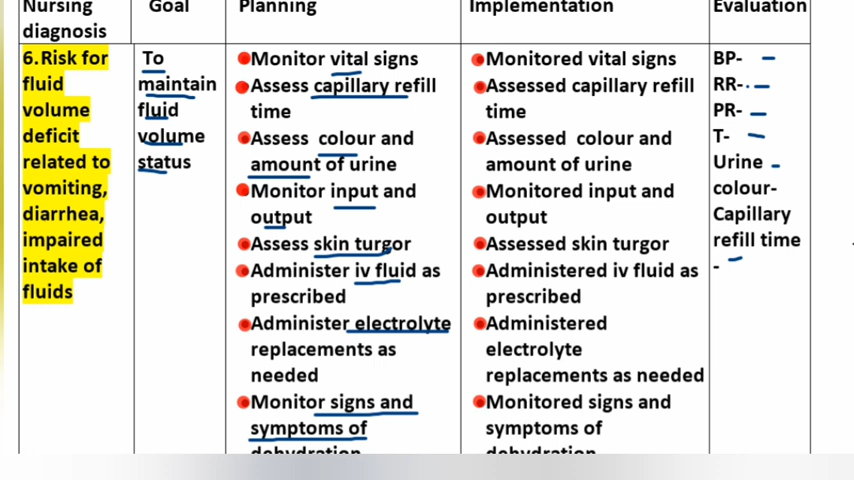 Nursing
diagnosis
Goal
Planning
Implementation
Evaluation
6.Risk for
fluid
volume
deficit
related to
vomiting,
diarrhea,
impaired
intake of
fluids
To
maintain
fluid
volume
status
Monitor vital signs
Assess capillary refill
time
Assess colour and
amount of urine
Monitor input and
output
Assess skin turgor
Administer iv fluid as
prescribed
Administer electrolyte
replacements as
needed
Monitor signs and
symptoms of
dehydration
Monitored vital signs
Assessed capillary refill
time
Assessed colour and
amount of urine
Monitored input and
output
Assessed skin turgor
Administered iv fluid as
prescribed
Administered
electrolyte
replacements as needed
Monitored signs and
symptoms of
dehydration
BP-
RR-
PR-
T-
Urine
colour-
Capillary
refill time
-